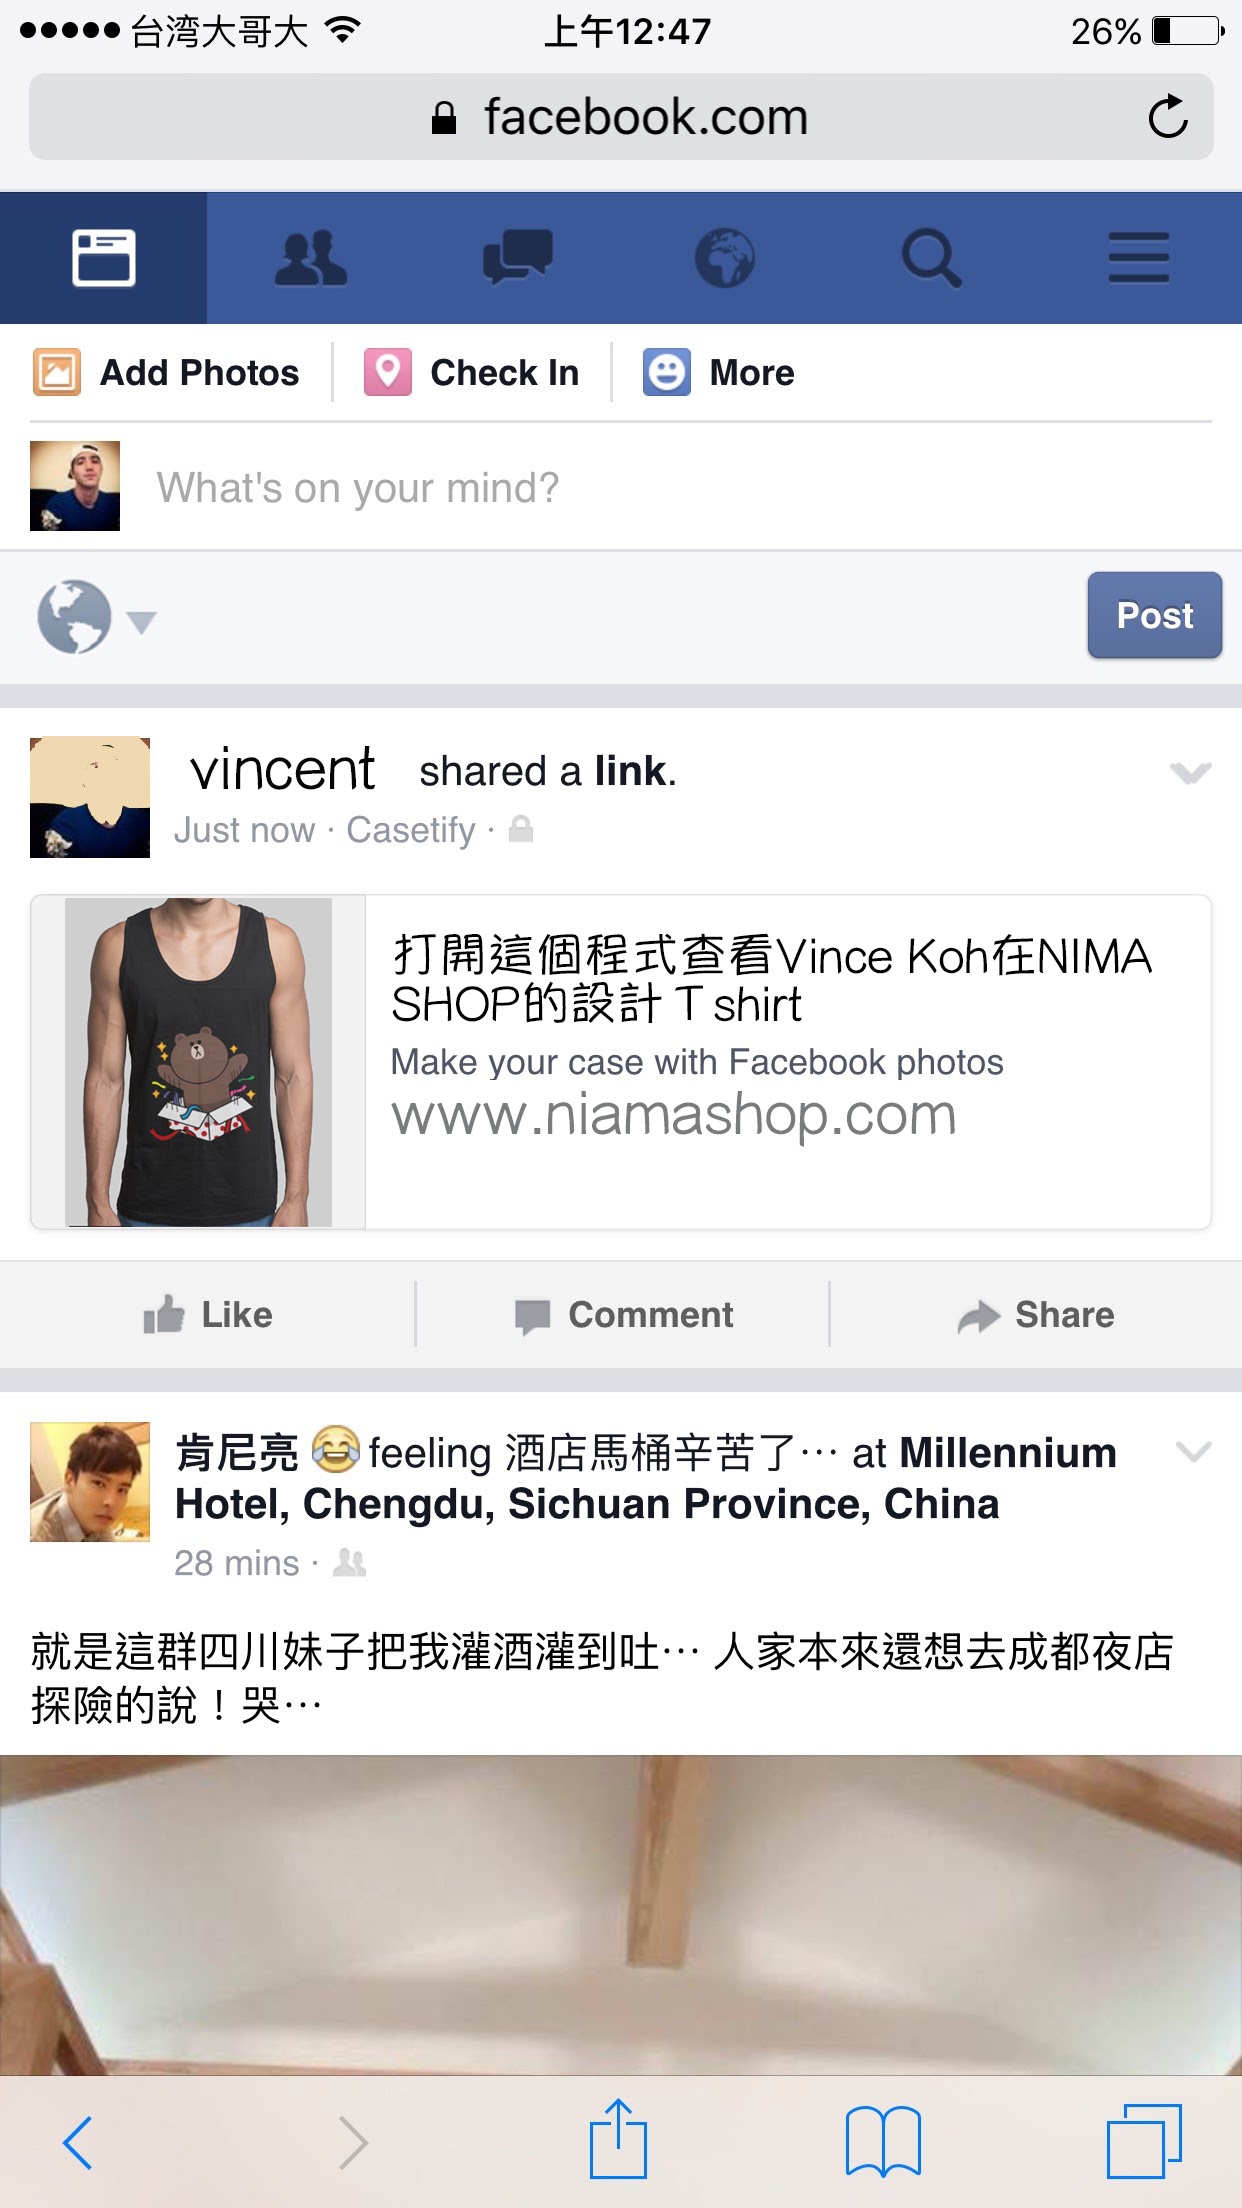 台湾大哥大 上午12:47 26%
facebook.com
Add Photos Check In More
What's on your mind?
Post
vincent shared a link.
Just now · Casetify ·
打開這個程式查看Vince Koh在NIMA
SHOP的設計 T shirt
Make your case with Facebook photos
www.niamashop.com
Like Comment Share
肯尼亮 😂 feeling 酒店馬桶辛苦了⋯ at Millennium
Hotel, Chengdu, Sichuan Province, China
28 mins ·
就是這群四川妹子把我灌酒灌到吐⋯ 人家本來還想去成都夜店
探險的說！哭⋯